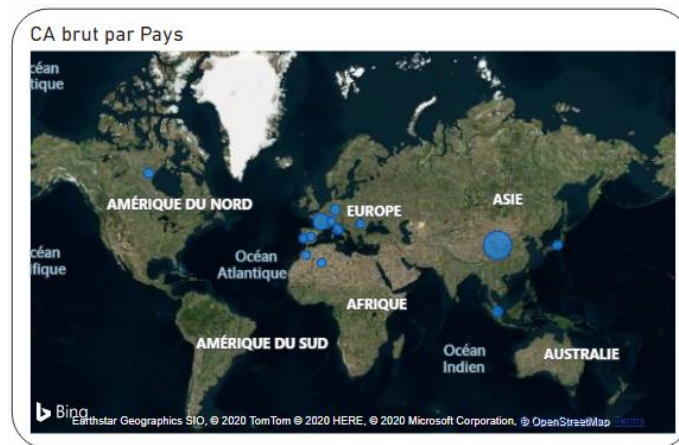 CA brut par Pays
céan
tique
AMÉRIQUE DU NORD
EUROPE
ASIE
céan
ifique
Océan
Atlantique
AFRIQUE
AMÉRIQUE DU SUD
Océan
Indien
AUSTRALIE
Bing
Earthstar Geographics SIO, © 2020 TomTom © 2020 HERE, © 2020 Microsoft Corporation, © OpenStreetMap Terms